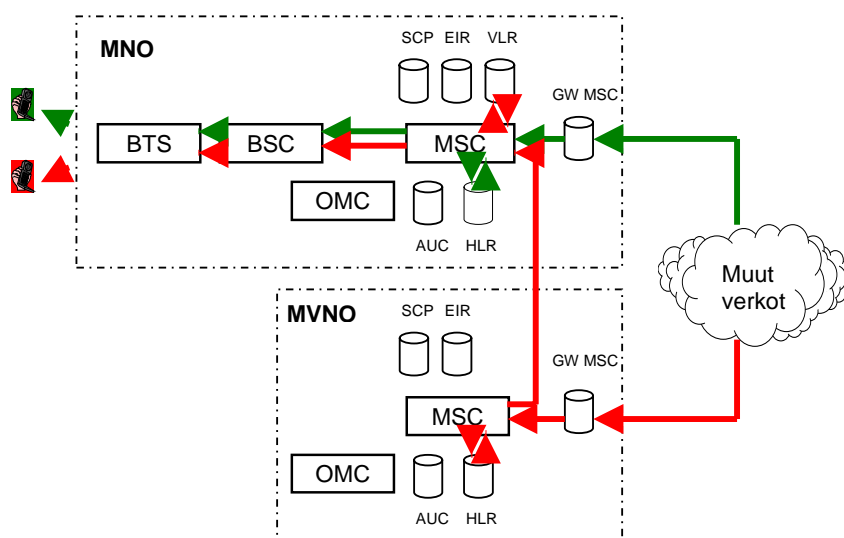 SCP EIR VLR
MNO
GW MSC
BTS BSC MSC
OMC
AUC HLR
Muut
verkot
SCP EIR
MVNO
GW MSC
MSC
OMC
AUC HLR